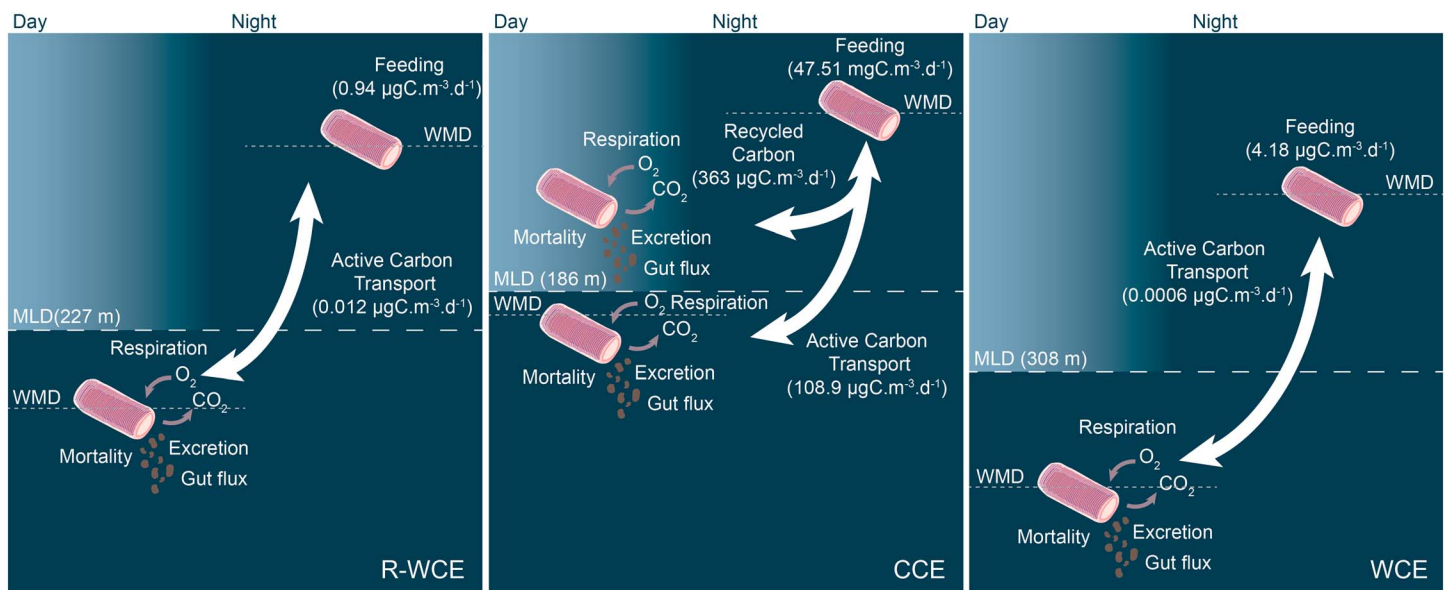 Day Night
Feeding
(0.94 µgC.m⁻³.d⁻¹)
WMD
Active Carbon
Transport
(0.012 µgC.m⁻³.d⁻¹)
MLD(227 m)
Respiration
O₂
WMD
CO₂
Mortality
Excretion
Gut flux
R-WCE
Day Night
Feeding
(47.51 mgC.m⁻³.d⁻¹)
WMD
Respiration
O₂
CO₂
Recycled
Carbon
(363 µgC.m⁻³.d⁻¹)
Mortality
Excretion
Gut flux
MLD (186 m)
WMD
O₂ Respiration
CO₂
Active Carbon
Transport
(108.9 µgC.m⁻³.d⁻¹)
Mortality
Excretion
Gut flux
CCE
Day Night
Feeding
(4.18 µgC.m⁻³.d⁻¹)
WMD
Active Carbon
Transport
(0.0006 µgC.m⁻³.d⁻¹)
MLD (308 m)
Respiration
O₂
WMD
CO₂
Mortality
Excretion
Gut flux
WCE